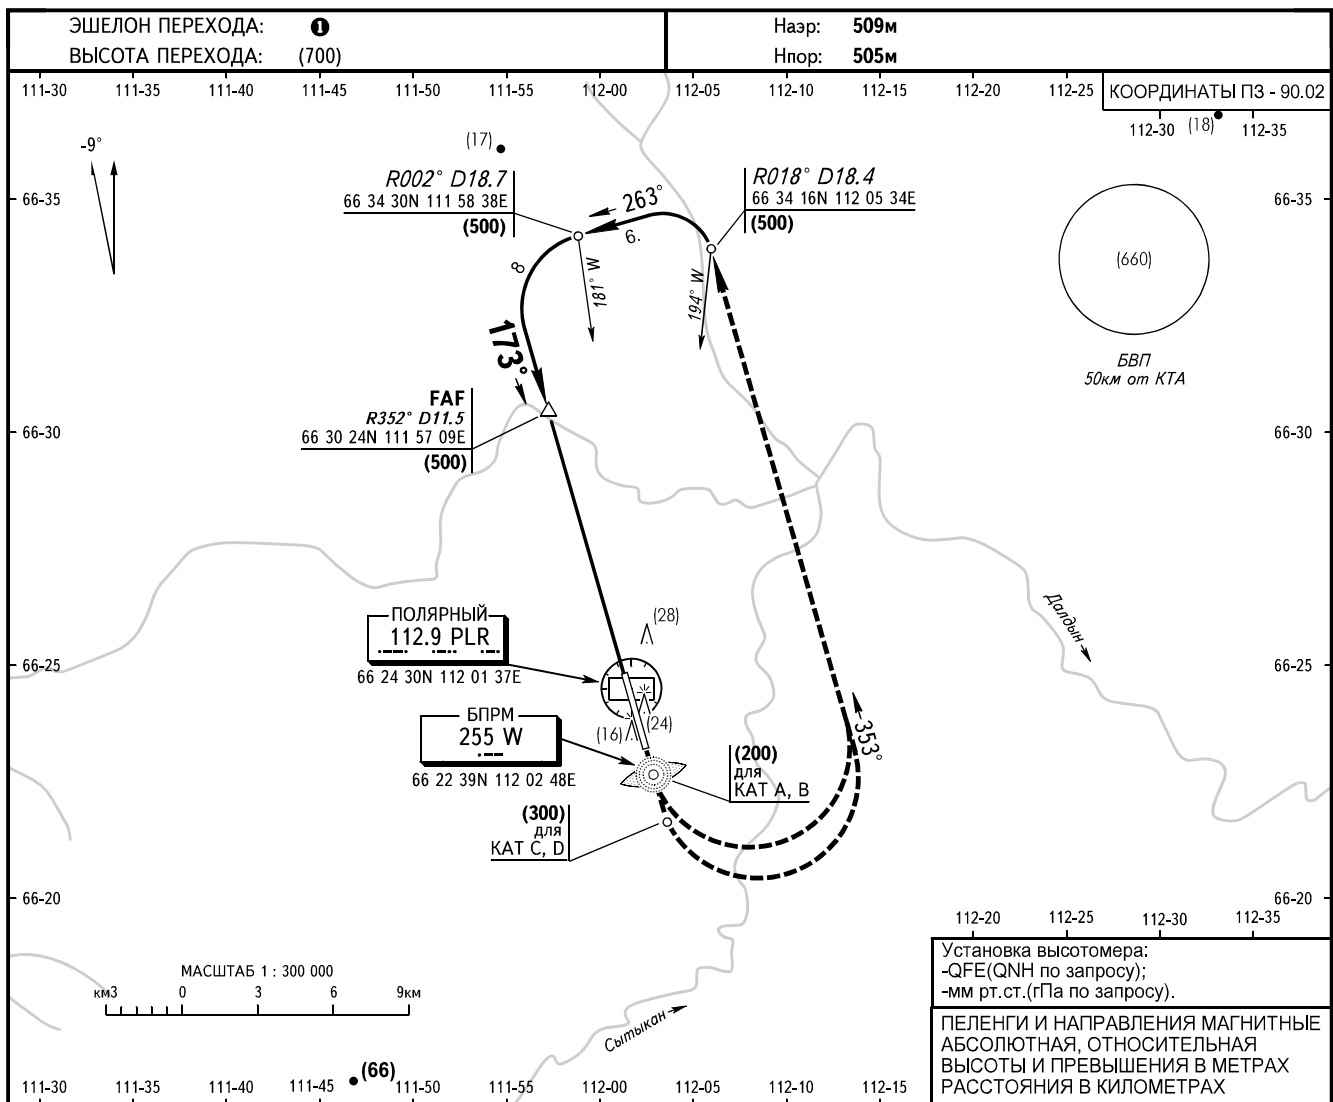 ЭШЕЛОН ПЕРЕХОДА: 1
ВЫСОТА ПЕРЕХОДА: (700)
Наэр: 509м
Нпор: 505м
111-30 111-35 111-40 111-45 111-50 111-55 112-00 112-05 112-10 112-15 112-20 112-25
КООРДИНАТЫ ПЗ - 90.02
112-30 (18) 112-35
-9°
(17)
R002° D18.7
66 34 30N 111 58 38E
(500)
263°
6.
R018° D18.4
66 34 16N 112 05 34E
(500)
66-35
66-35
8
181° W
194° W
(660)
БВП
50км от КТА
173°
FAF
R352° D11.5
66 30 24N 111 57 09E
(500)
66-30
66-30
ПОЛЯРНЫЙ
112.9 PLR
66 24 30N 112 01 37E
(28)
Далдын
66-25
66-25
БПРМ
255 W
66 22 39N 112 02 48E
(16)
(24)
353°
(200)
для
КАТ A, B
(300)
для
КАТ C, D
66-20
66-20
112-20 112-25 112-30 112-35
МАСШТАБ 1 : 300 000
км3 0 3 6 9км
Сытыкан
Установка высотомера:
-QFE(QNH по запросу);
-мм рт.ст.(гПа по запросу).
ПЕЛЕНГИ И НАПРАВЛЕНИЯ МАГНИТНЫЕ
АБСОЛЮТНАЯ, ОТНОСИТЕЛЬНАЯ
ВЫСОТЫ И ПРЕВЫШЕНИЯ В МЕТРАХ
РАССТОЯНИЯ В КИЛОМЕТРАХ
(66)
111-30 111-35 111-40 111-45 111-50 111-55 112-00 112-05 112-10 112-15